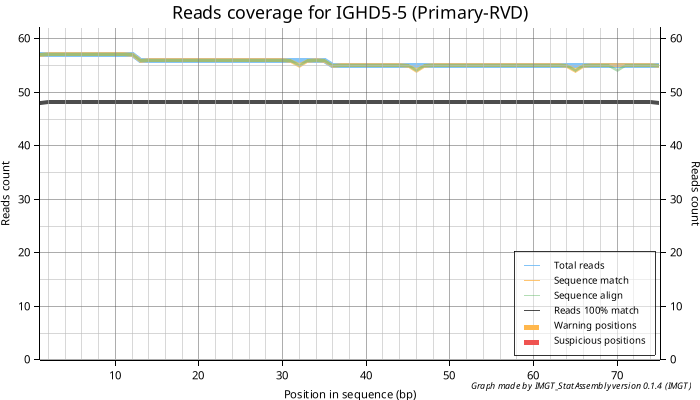 Reads coverage for IGHD5-5 (Primary-RVD)
60
60
50
50
40
40
30
30
20
20
10
10
0
0
Reads count
Reads count
Total reads
Sequence match
Sequence align
Reads 100% match
Warning positions
Suspicious positions
10
20
30
40
50
60
70
Position in sequence (bp)
Graph made by IMGT_StatAssembly version 0.1.4 (IMGT)